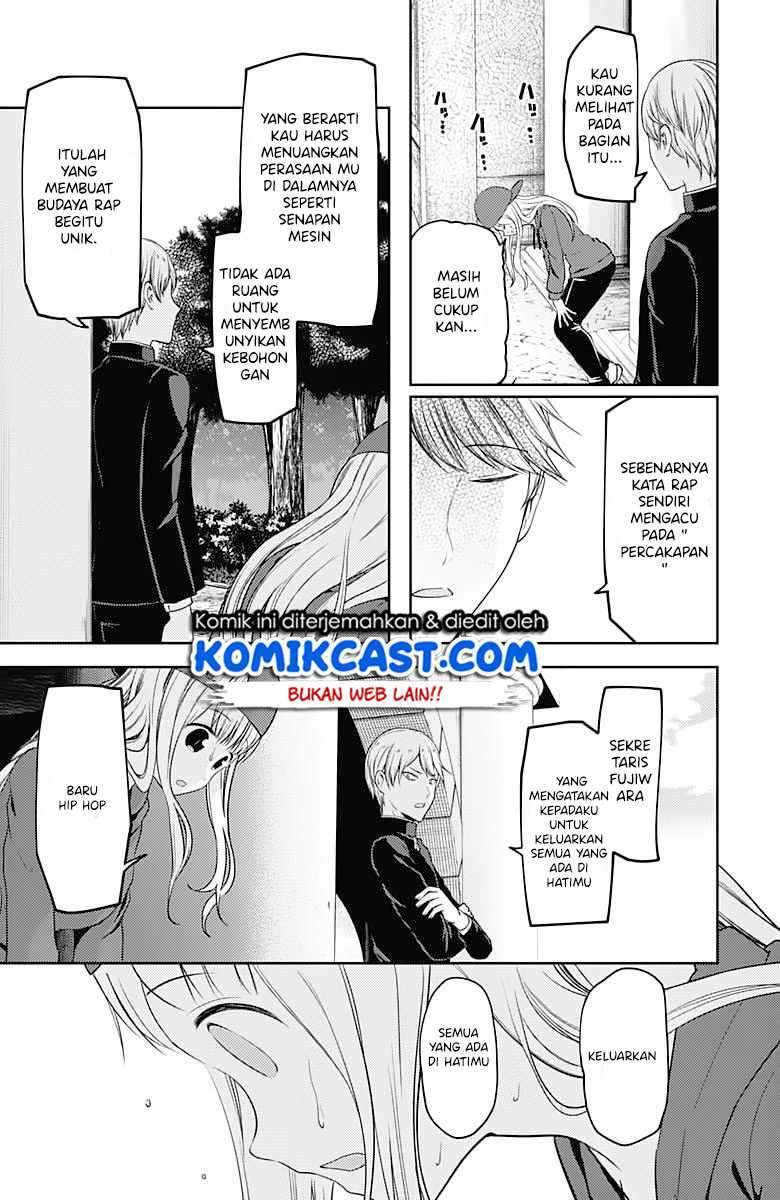 KAU
KURANG
MELIHAT
PADA
BAGIAN
ITU...
MASIH
BELUM
CUKUP
KAN...
YANG BERARTI
KAU HARUS
MENUANGKAN
PERASAAN MU
DI DALAMNYA
SEPERTI
SENAPAN
MESIN
TIDAK ADA
RUANG
UNTUK
MENYEMB
UNYIKAN
KEBOHONG
AN
ITULAH
YANG
MEMBUAT
BUDAYA RAP
BEGITU
UNIK.
SEBENARNYA
KATA RAP
SENDIRI
MENGACU
PADA "
PERCAKAPAN
"
Komik ini diterjemahkan & diedit oleh
KOMIKCAST.COM
BUKAN WEB LAIN!!
SEKRE
TARIS
FUJIW
ARA
YANG
MENGATAKAN
KEPADAKU
UNTUK
KELUARKAN
SEMUA YANG
ADA DI
HATIMU
BARU
HIP HOP
KELUARKAN
SEMUA
YANG ADA
DI HATIMU